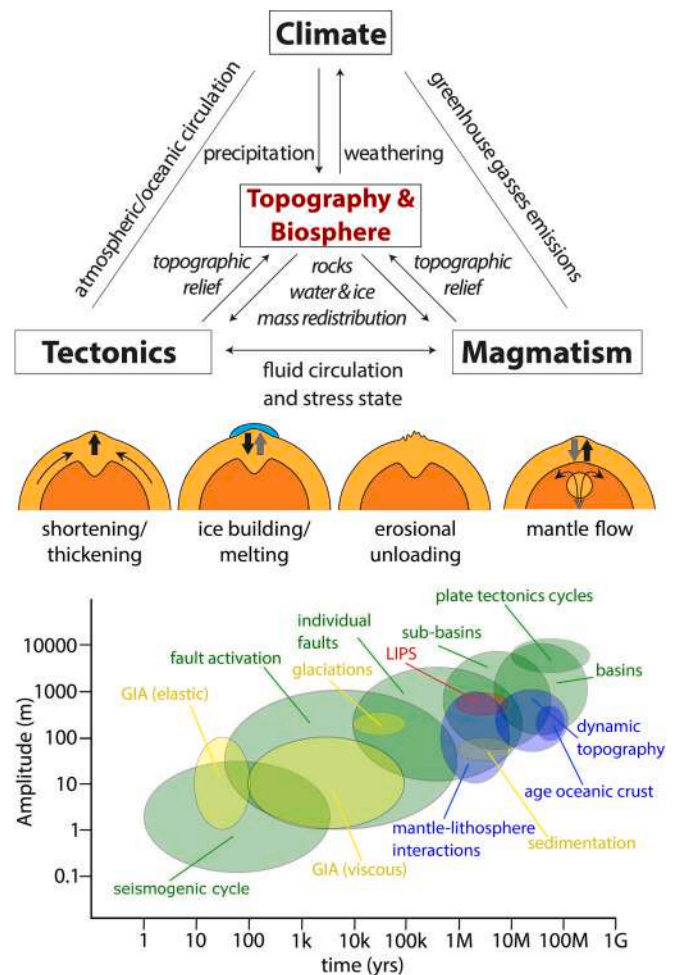 Climate
atmospheric/oceanic circulation
greenhouse gasses emissions
precipitation
weathering
Topography &
Biosphere
topographic
relief
rocks
water & ice
mass redistribution
topographic
relief
Tectonics
Magmatism
fluid circulation
and stress state
shortening/
thickening
ice building/
melting
erosional
unloading
mantle flow
plate tectonics cycles
individual
faults
sub-basins
fault activation
glaciations
LIPS
basins
GIA (elastic)
dynamic
topography
age oceanic crust
mantle-lithosphere
interactions
sedimentation
GIA (viscous)
seismogenic cycle
Amplitude (m)
10000
1000
100
10
1
0.1
1 10 100 1k 10k 100k 1M 10M 100M 1G
time (yrs)